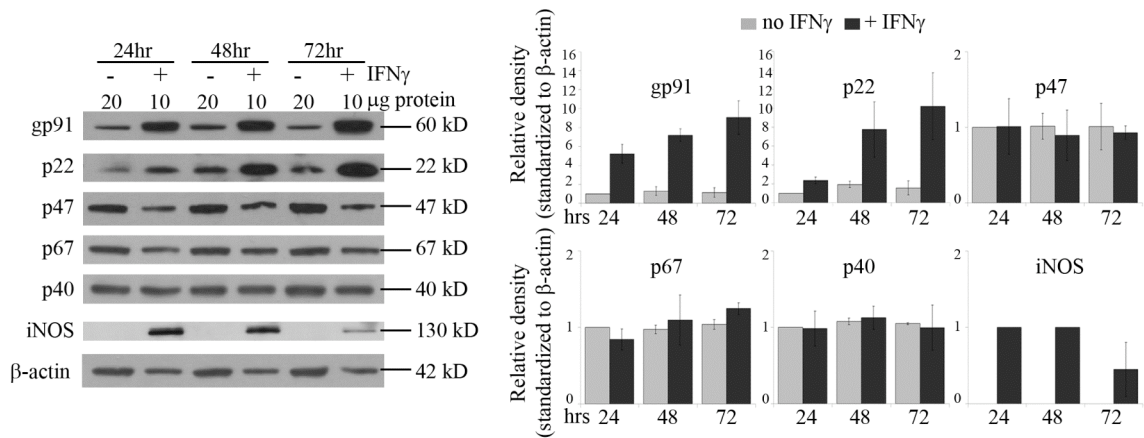 24hr 48hr 72hr
- + - + - + IFNγ
20 10 20 10 20 10 μg protein
gp91 60 kD
p22 22 kD
p47 47 kD
p67 67 kD
p40 40 kD
iNOS 130 kD
β-actin 42 kD
no IFNγ + IFNγ
Relative density
(standardized to β-actin)
gp91
16
14
12
10
8
6
4
2
0
hrs 24 48 72
p22
16
14
12
10
8
6
4
2
0
24 48 72
p47
2
1
0
24 48 72
Relative density
(standardized to β-actin)
p67
2
1
0
hrs 24 48 72
p40
2
1
0
24 48 72
iNOS
2
1
0
24 48 72